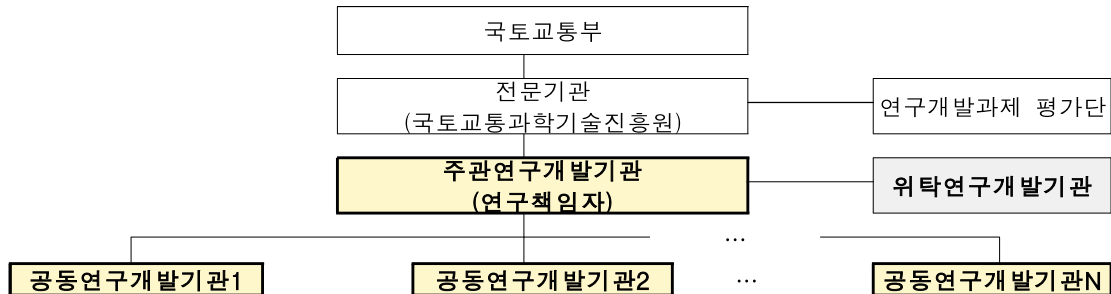 국토교통부
전문기관
(국토교통과학기술진흥원)
연구개발과제 평가단
주관연구개발기관
(연구책임자)
위탁연구개발기관
…
공동연구개발기관1
공동연구개발기관2
…
공동연구개발기관N